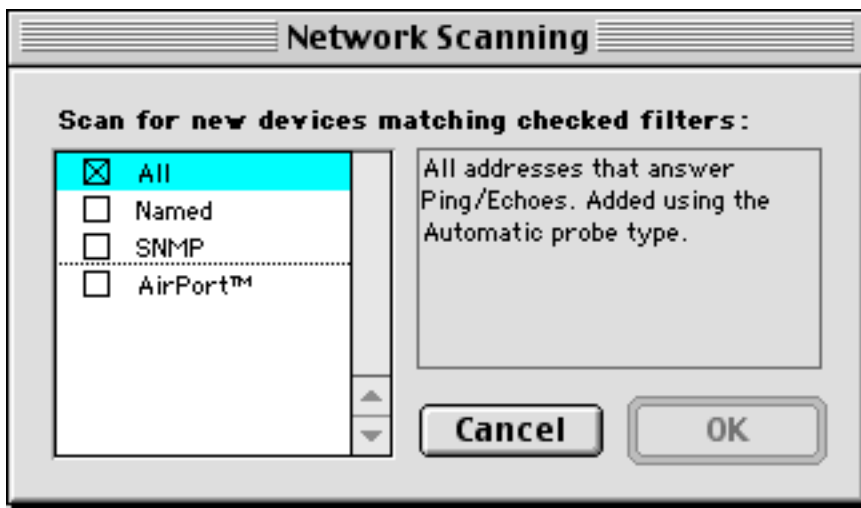 Network Scanning
Scan for new devices matching checked filters:
All
Named
SNMP
AirPort™
All addresses that answer
Ping/Echoes. Added using the
Automatic probe type.
Cancel
OK